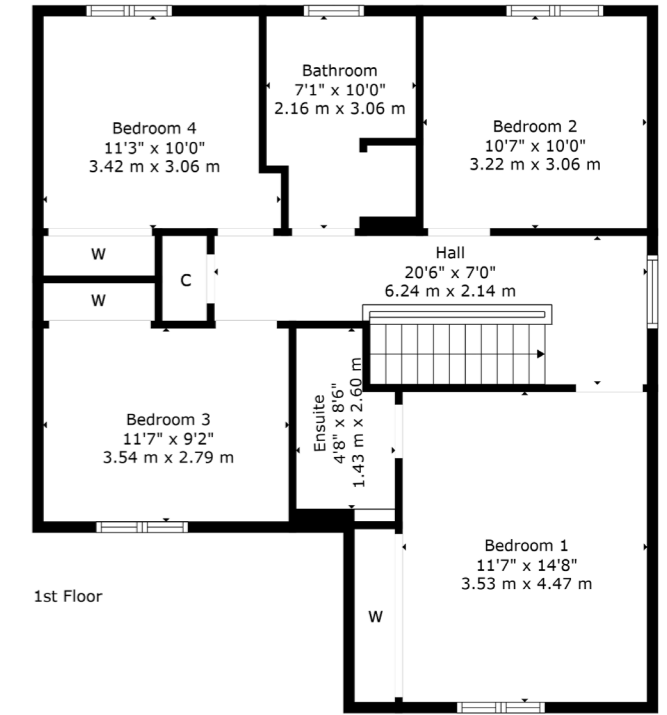 Bathroom
7'1" x 10'0"
2.16 m x 3.06 m
Bedroom 4
11'3" x 10'0"
3.42 m x 3.06 m
Bedroom 2
10'7" x 10'0"
3.22 m x 3.06 m
W
C
Hall
20'6" x 7'0"
6.24 m x 2.14 m
W
Bedroom 3
11'7" x 9'2"
3.54 m x 2.79 m
Ensuite
4'8" x 8'6"
1.43 m x 2.60 m
Bedroom 1
11'7" x 14'8"
3.53 m x 4.47 m
1st Floor
W